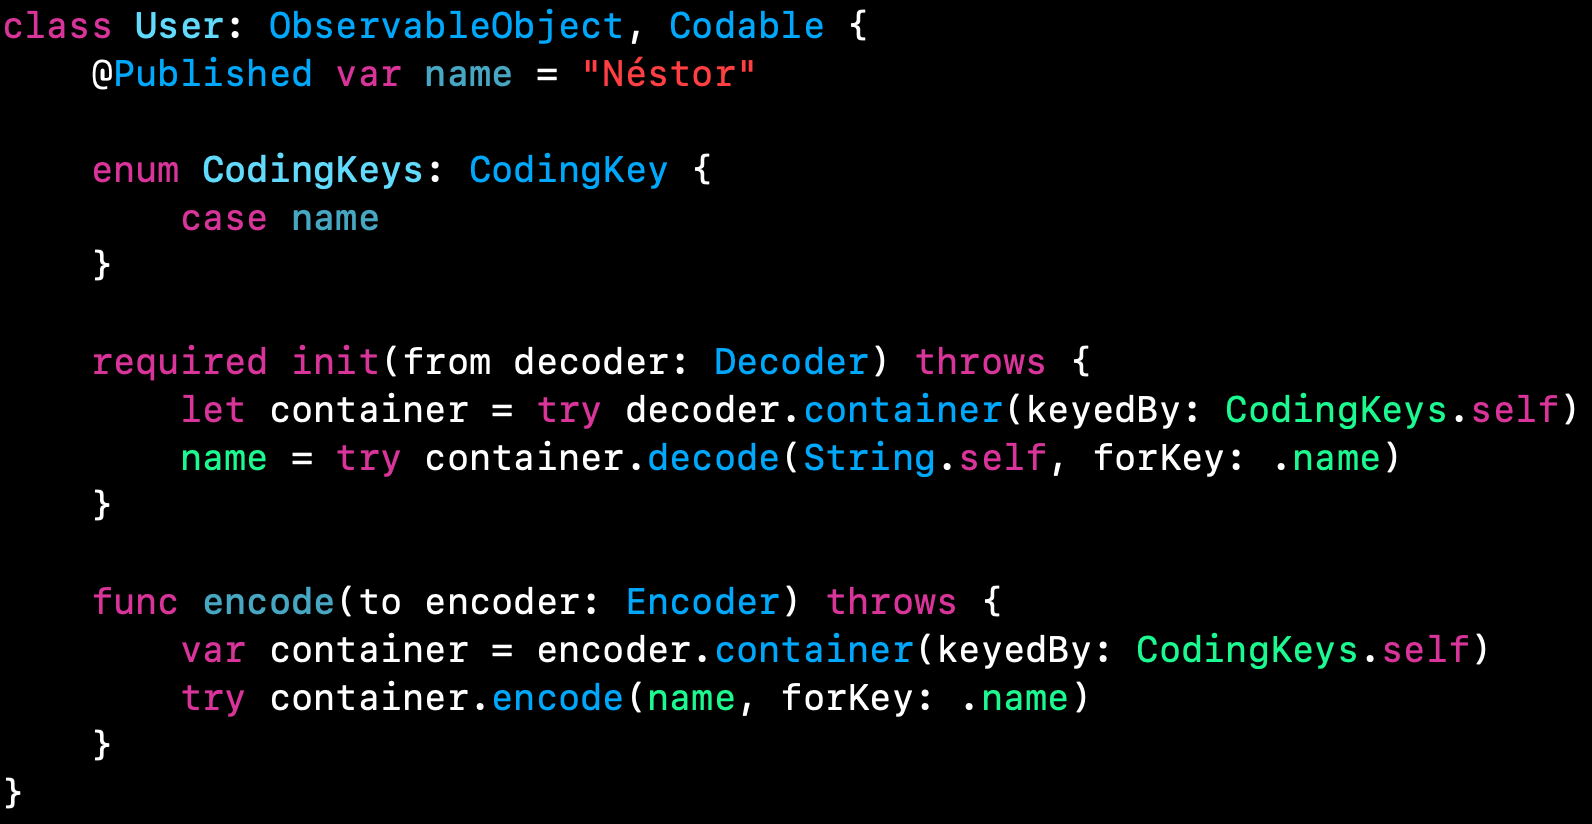 class User: ObservableObject, Codable {
    @Published var name = "Néstor"

    enum CodingKeys: CodingKey {
        case name
    }

    required init(from decoder: Decoder) throws {
        let container = try decoder.container(keyedBy: CodingKeys.self)
        name = try container.decode(String.self, forKey: .name)
    }

    func encode(to encoder: Encoder) throws {
        var container = encoder.container(keyedBy: CodingKeys.self)
        try container.encode(name, forKey: .name)
    }
}